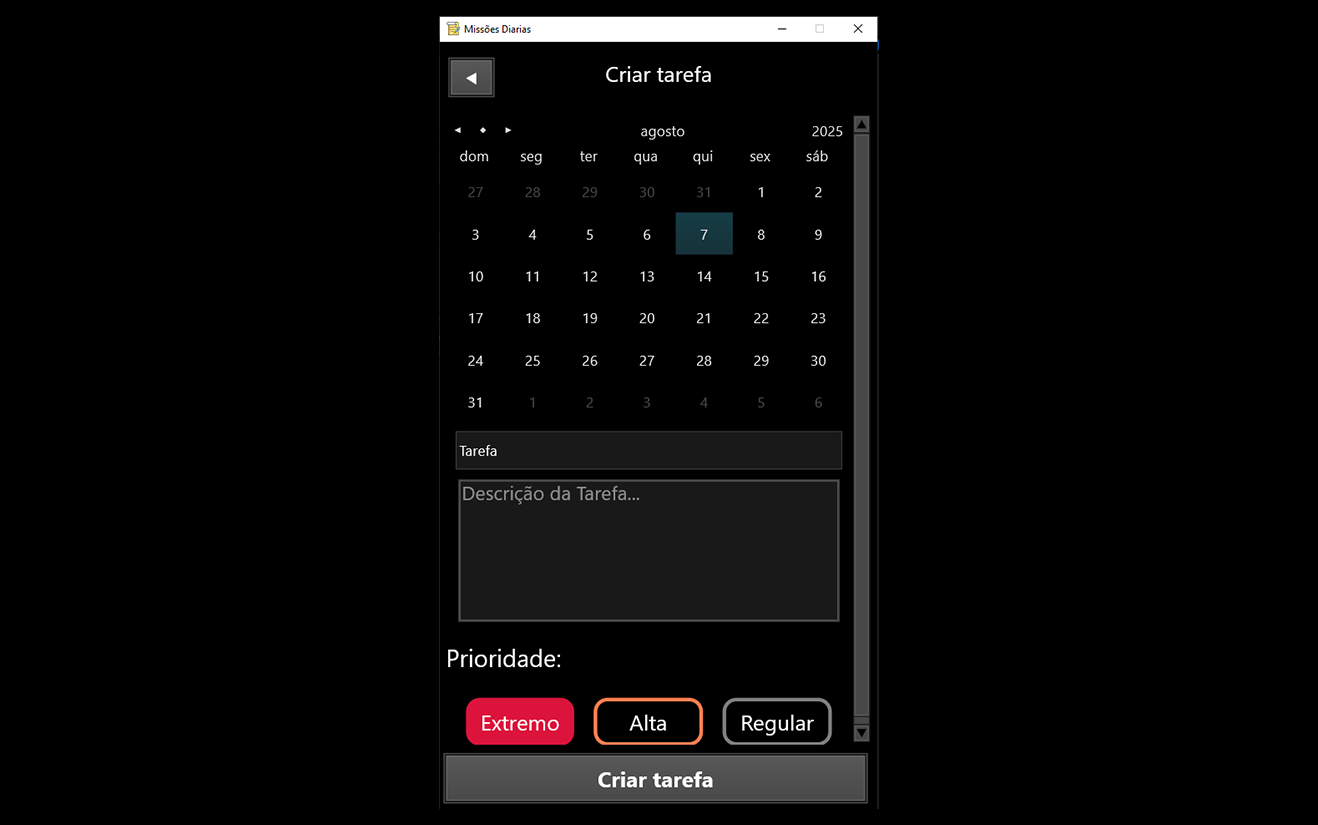 Missões Diarias
Criar tarefa
agosto 2025
dom seg ter qua qui sex sáb
27 28 29 30 31 1 2
3 4 5 6 7 8 9
10 11 12 13 14 15 16
17 18 19 20 21 22 23
24 25 26 27 28 29 30
31 1 2 3 4 5 6
Tarefa
Descrição da Tarefa...
Prioridade:
Extremo Alta Regular
Criar tarefa